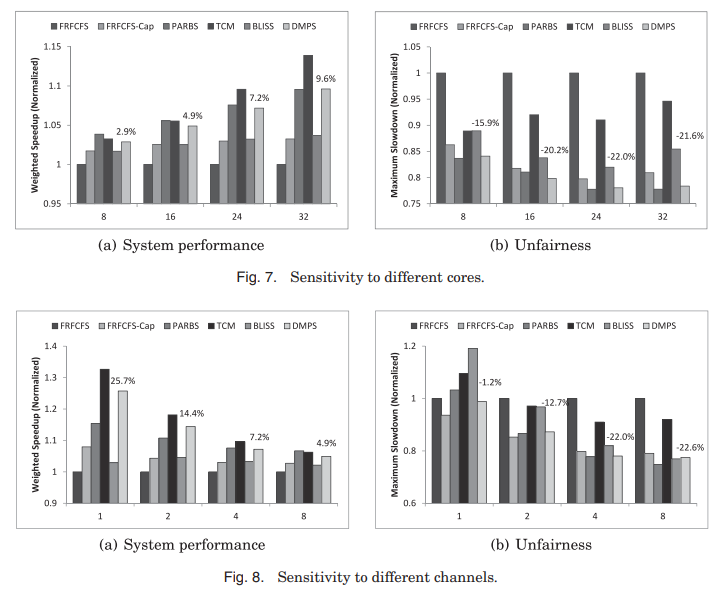 FRFCFS FRFCFS-Cap PARBS TCM BLISS DMPS
Weighted Speedup (Normalized)
1.15
1.1
1.05
1
0.95
2.9%
4.9%
7.2%
9.6%
8 16 24 32
(a) System performance
FRFCFS FRFCFS-Cap PARBS TCM BLISS DMPS
Maximum Slowdown (Normalized)
1.05
1
0.95
0.9
0.85
0.8
0.75
-15.9%
-20.2%
-22.0%
-21.6%
8 16 24 32
(b) Unfairness
Fig. 7. Sensitivity to different cores.
FRFCFS FRFCFS-Cap PARBS TCM BLISS DMPS
Weighted Speedup (Normalized)
1.4
1.3
1.2
1.1
1
0.9
25.7%
14.4%
7.2%
4.9%
1 2 4 8
(a) System performance
FRFCFS FRFCFS-Cap PARBS TCM BLISS DMPS
Maximum Slowdown (Normalized)
1.2
1
0.8
0.6
-1.2%
-12.7%
-22.0%
-22.6%
1 2 4 8
(b) Unfairness
Fig. 8. Sensitivity to different channels.